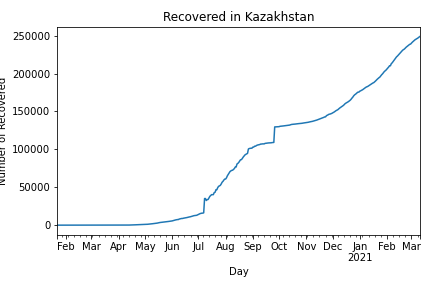 Recovered in Kazakhstan
Number of Recovered
250000
200000
150000
100000
50000
0
Feb Mar Apr May Jun Jul Aug Sep Oct Nov Dec Jan Feb Mar
2021
Day